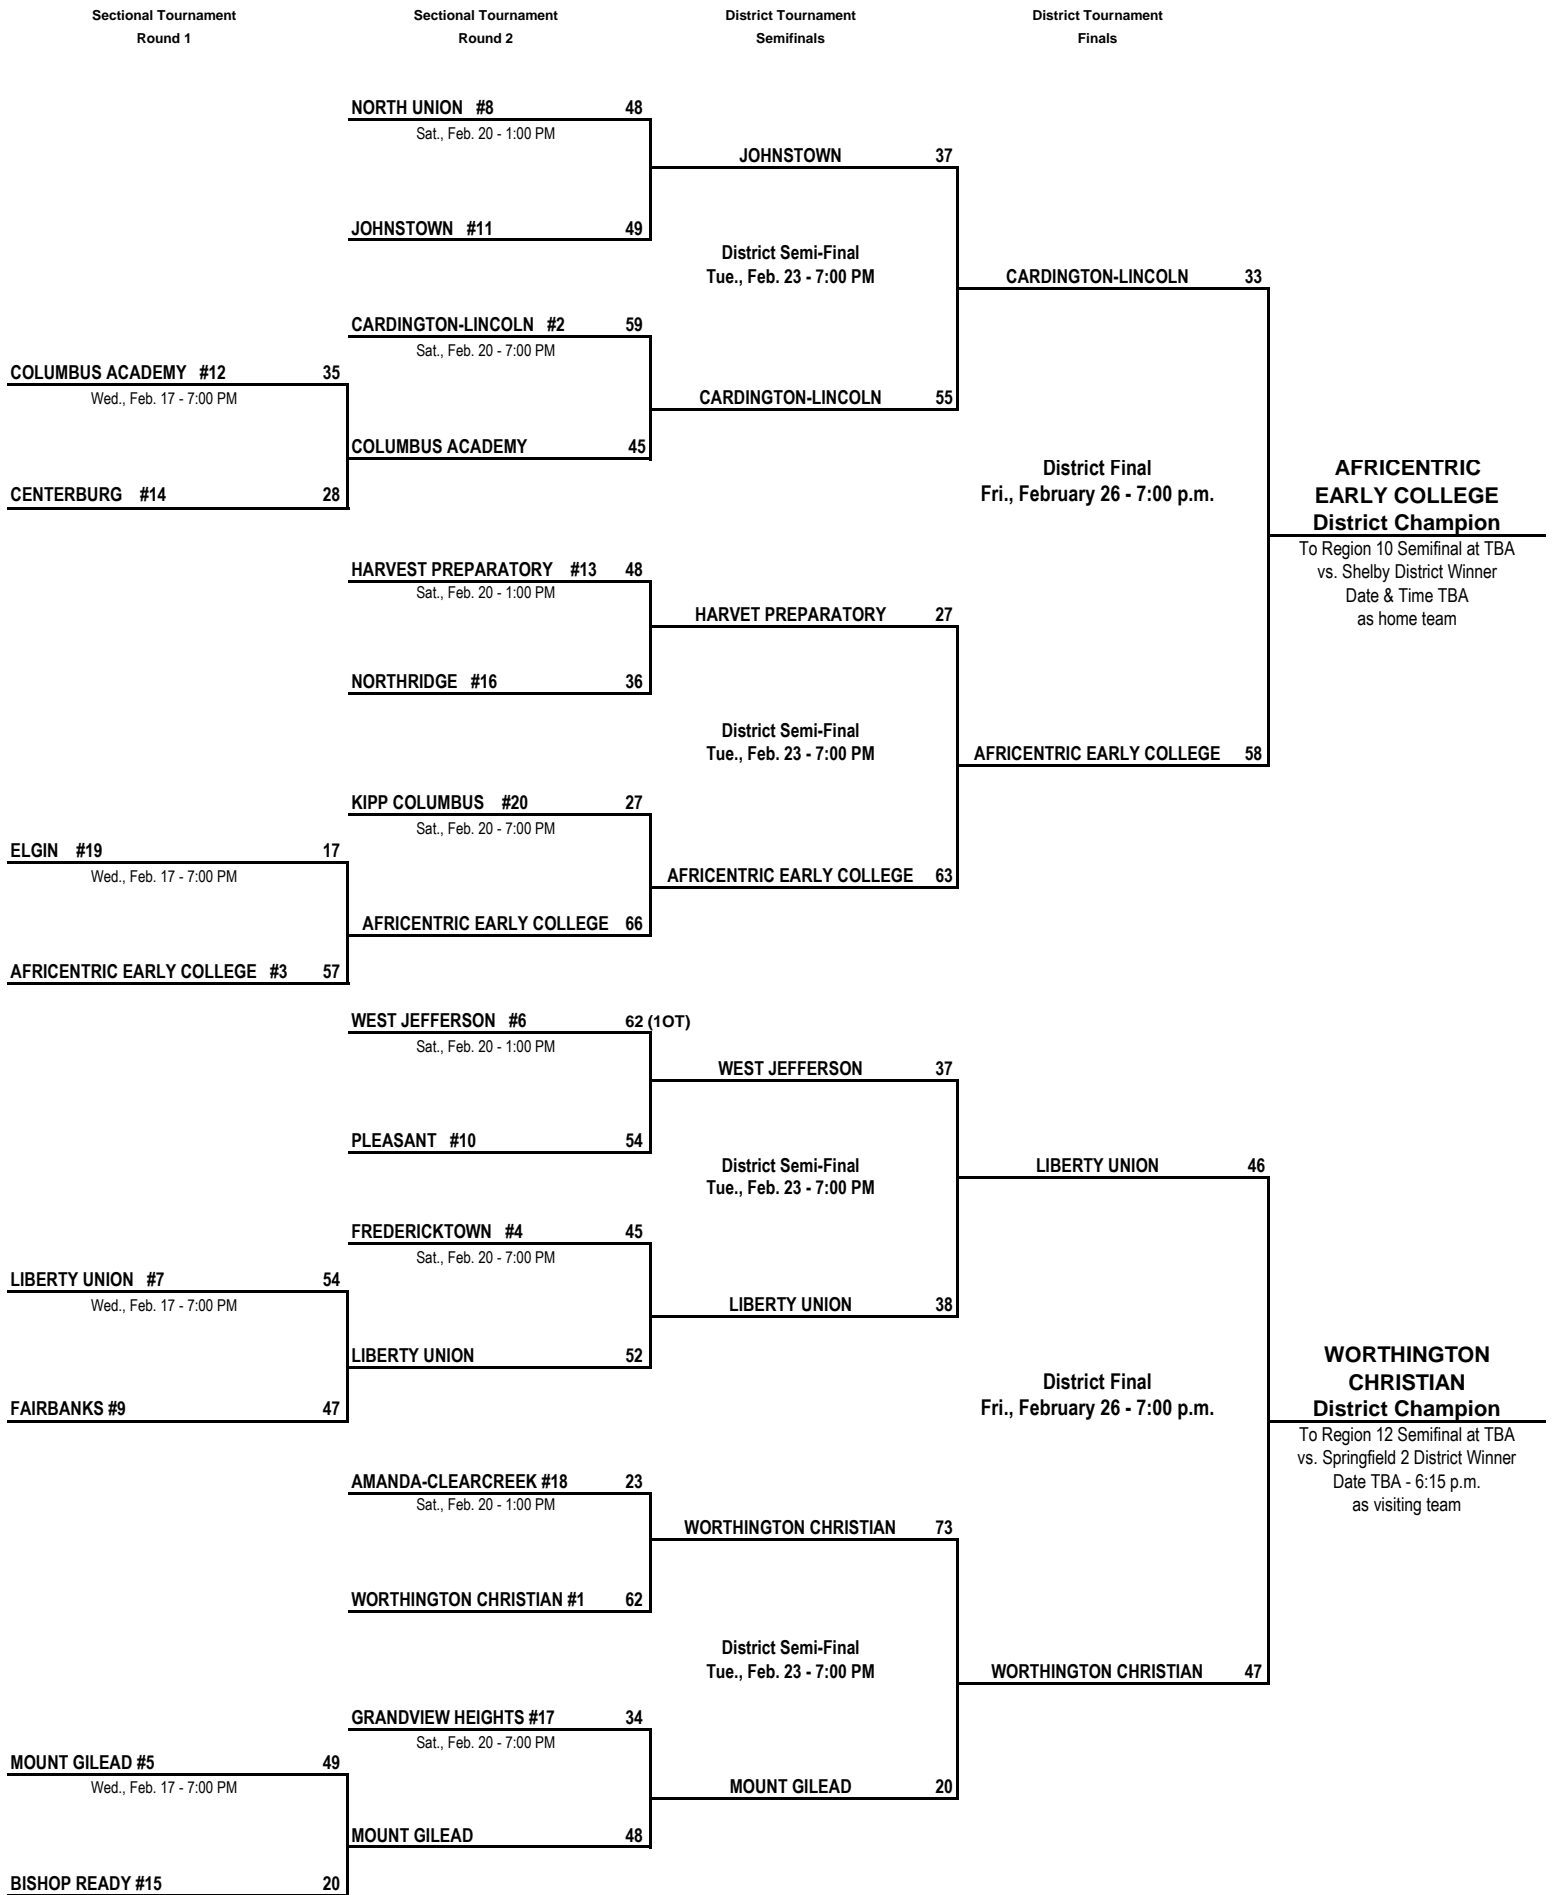 Sectional Tournament
Round 1
Sectional Tournament
Round 2
District Tournament
Semifinals
District Tournament
Finals
NORTH UNION #8 48
Sat., Feb. 20 - 1:00 PM
JOHNSTOWN 37
JOHNSTOWN #11 49
District Semi-Final
Tue., Feb. 23 - 7:00 PM
CARDINGTON-LINCOLN 33
CARDINGTON-LINCOLN #2 59
Sat., Feb. 20 - 7:00 PM
COLUMBUS ACADEMY #12 35
Wed., Feb. 17 - 7:00 PM
CARDINGTON-LINCOLN 55
COLUMBUS ACADEMY 45
CENTERBURG #14 28
District Final
Fri., February 26 - 7:00 p.m.
AFRICENTRIC
EARLY COLLEGE
District Champion
To Region 10 Semifinal at TBA
vs. Shelby District Winner
Date & Time TBA
as home team
HARVEST PREPARATORY #13 48
Sat., Feb. 20 - 1:00 PM
HARVET PREPARATORY 27
NORTHRIDGE #16 36
District Semi-Final
Tue., Feb. 23 - 7:00 PM
AFRICENTRIC EARLY COLLEGE 58
KIPP COLUMBUS #20 27
Sat., Feb. 20 - 7:00 PM
ELGIN #19 17
Wed., Feb. 17 - 7:00 PM
AFRICENTRIC EARLY COLLEGE 63
AFRICENTRIC EARLY COLLEGE 66
AFRICENTRIC EARLY COLLEGE #3 57
WEST JEFFERSON #6 62 (1OT)
Sat., Feb. 20 - 1:00 PM
WEST JEFFERSON 37
PLEASANT #10 54
District Semi-Final
Tue., Feb. 23 - 7:00 PM
LIBERTY UNION 46
FREDERICKTOWN #4 45
Sat., Feb. 20 - 7:00 PM
LIBERTY UNION #7 54
Wed., Feb. 17 - 7:00 PM
LIBERTY UNION 38
LIBERTY UNION 52
FAIRBANKS #9 47
District Final
Fri., February 26 - 7:00 p.m.
WORTHINGTON
CHRISTIAN
District Champion
To Region 12 Semifinal at TBA
vs. Springfield 2 District Winner
Date TBA - 6:15 p.m.
as visiting team
AMANDA-CLEARCREEK #18 23
Sat., Feb. 20 - 1:00 PM
WORTHINGTON CHRISTIAN 73
WORTHINGTON CHRISTIAN #1 62
District Semi-Final
Tue., Feb. 23 - 7:00 PM
WORTHINGTON CHRISTIAN 47
GRANDVIEW HEIGHTS #17 34
Sat., Feb. 20 - 7:00 PM
MOUNT GILEAD #5 49
Wed., Feb. 17 - 7:00 PM
MOUNT GILEAD 20
MOUNT GILEAD 48
BISHOP READY #15 20